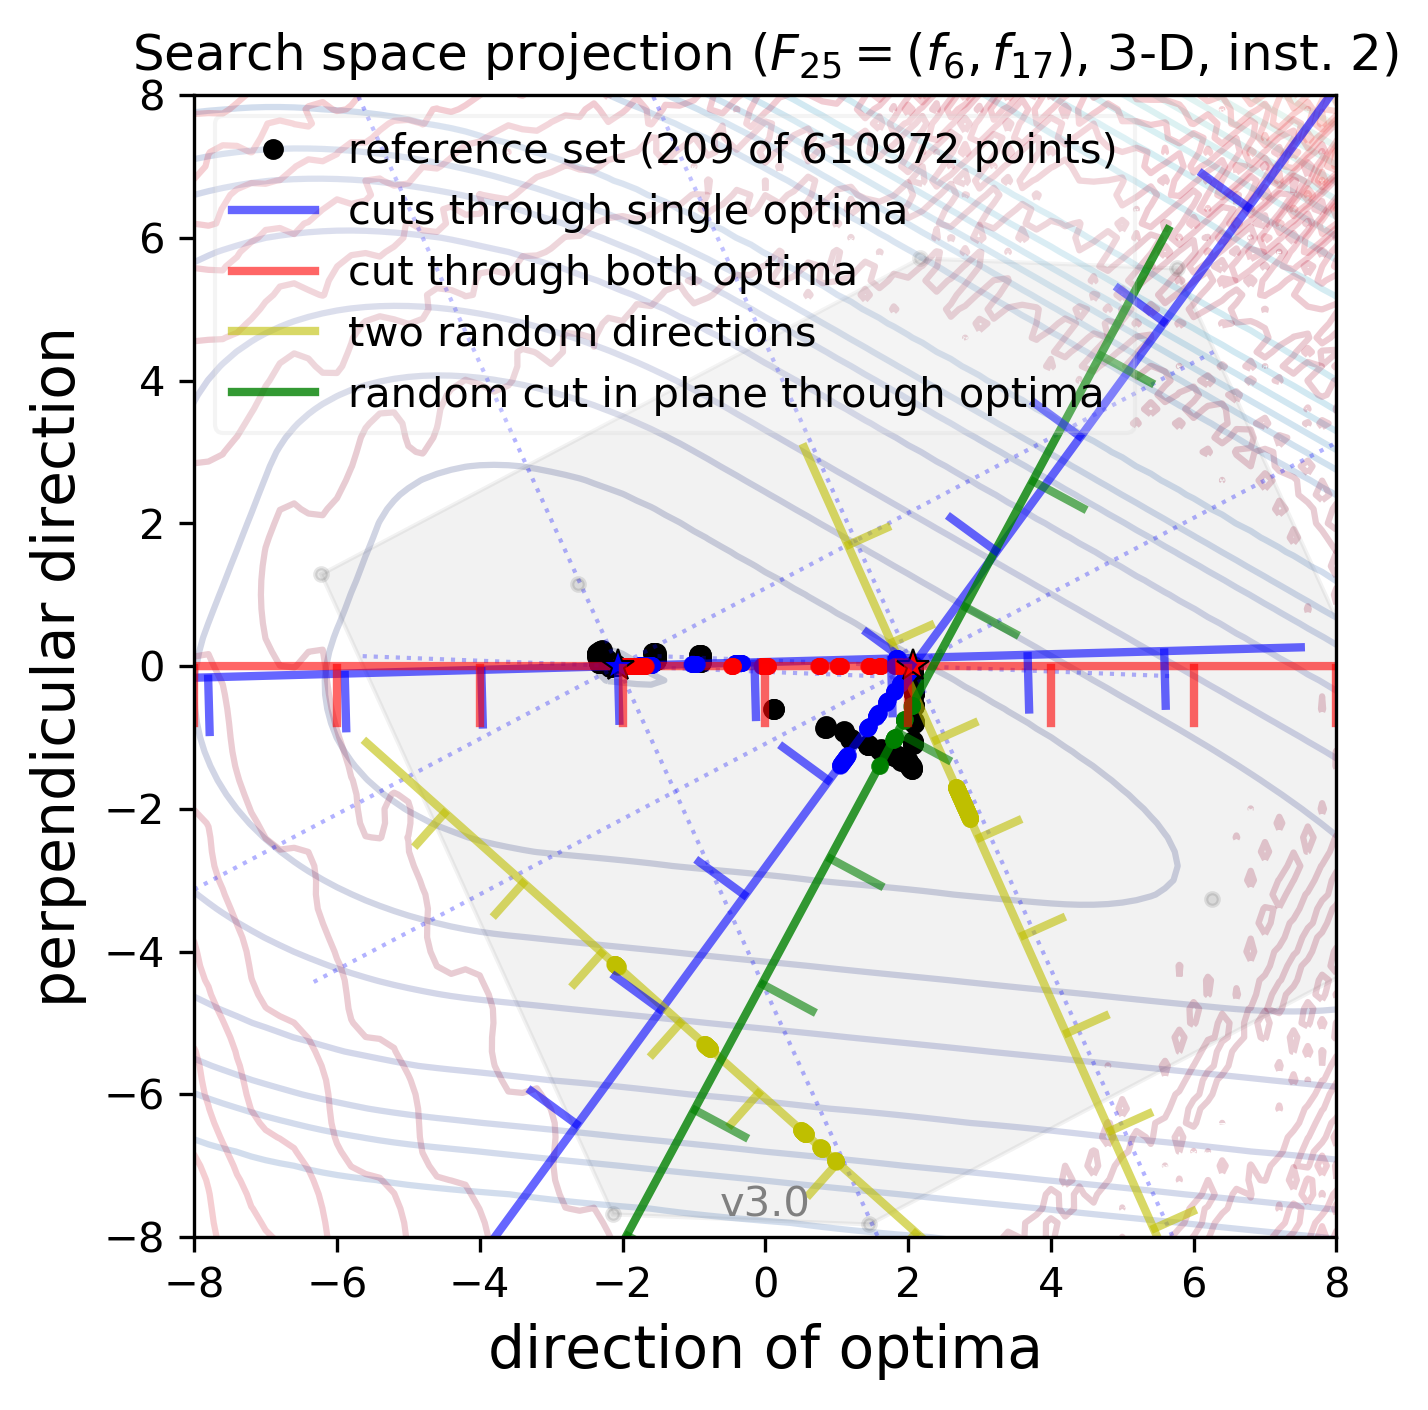 Search space projection (F₂₅ = (f₆, f₁₇), 3-D, inst. 2)
reference set (209 of 610972 points)
cuts through single optima
cut through both optima
two random directions
random cut in plane through optima
perpendicular direction
8
6
4
2
0
−2
−4
−6
−8
v3.0
−8 −6 −4 −2 0 2 4 6 8
direction of optima